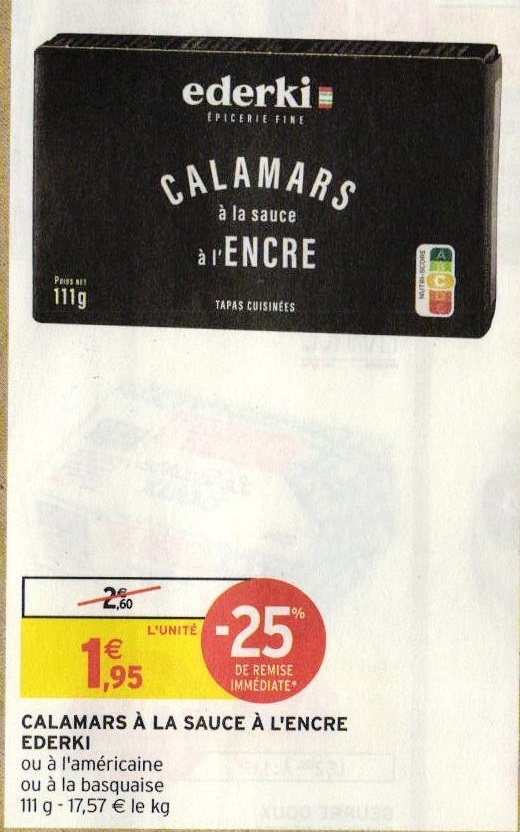 ederki
ÉPICERIE FINE
CALAMARS
à la sauce
à l'ENCRE
POIDS NET
111g
TAPAS CUISINÉES
NUTRI-SCORE
A B C D E
2€,60
L'UNITÉ
1€,95
-25%
DE REMISE
IMMÉDIATE*
CALAMARS À LA SAUCE À L'ENCRE
EDERKI
ou à l'américaine
ou à la basquaise
111 g - 17,57 € le kg